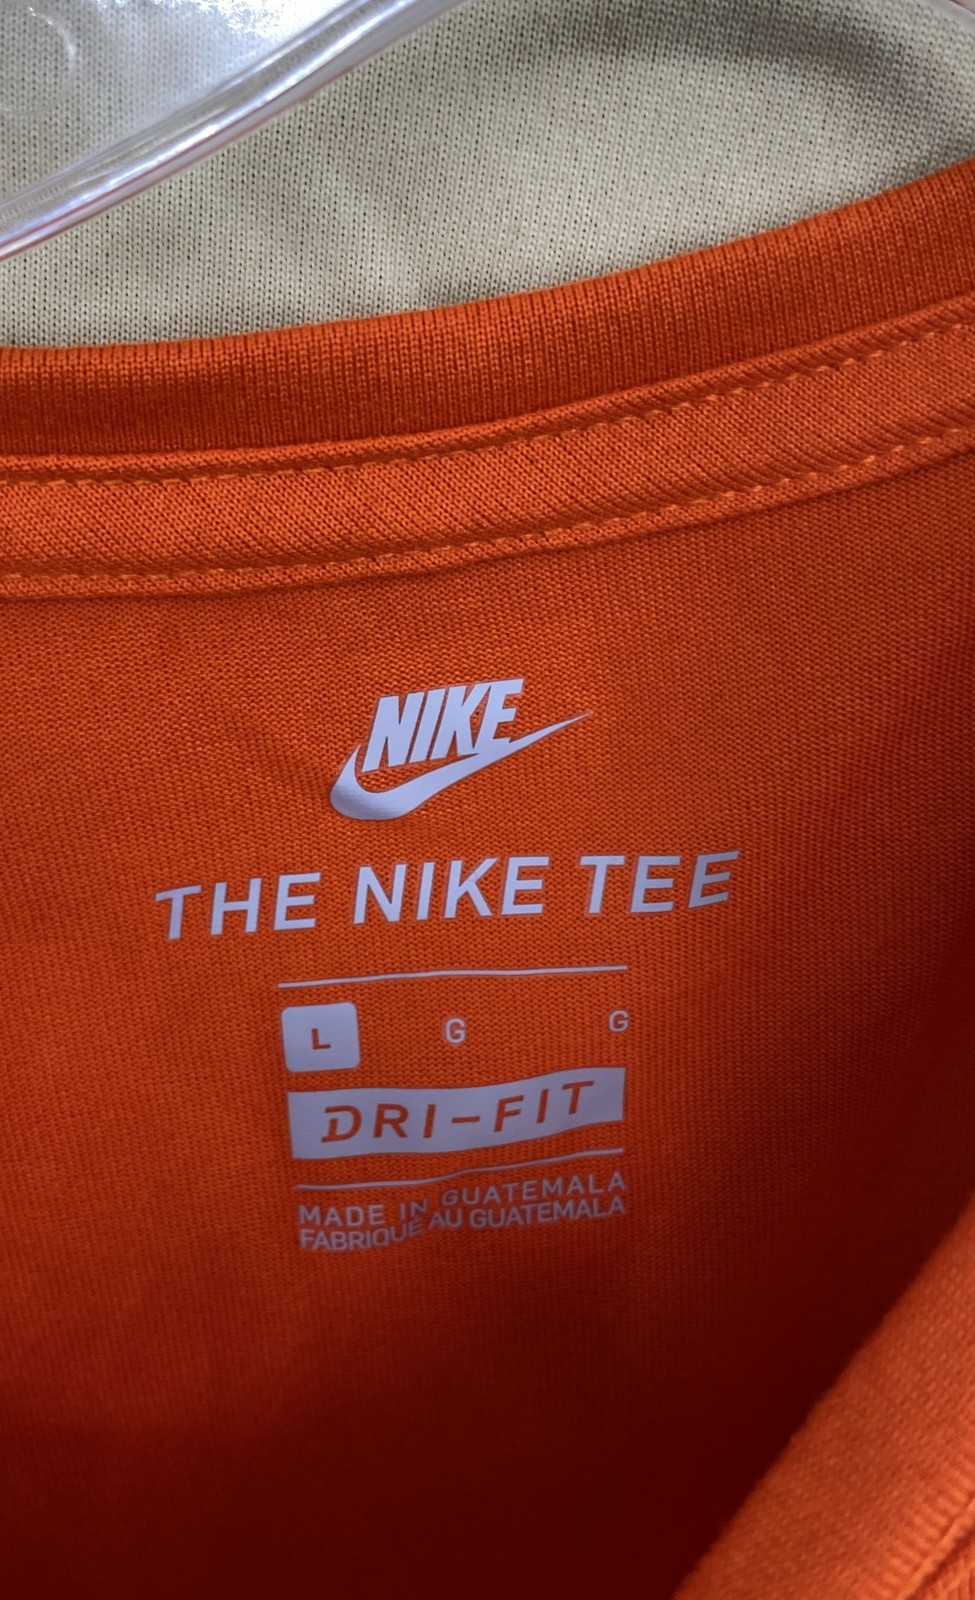 NIKE
THE NIKE TEE
L G G
DRI-FIT
MADE IN GUATEMALA
FABRIQUÉ AU GUATEMALA